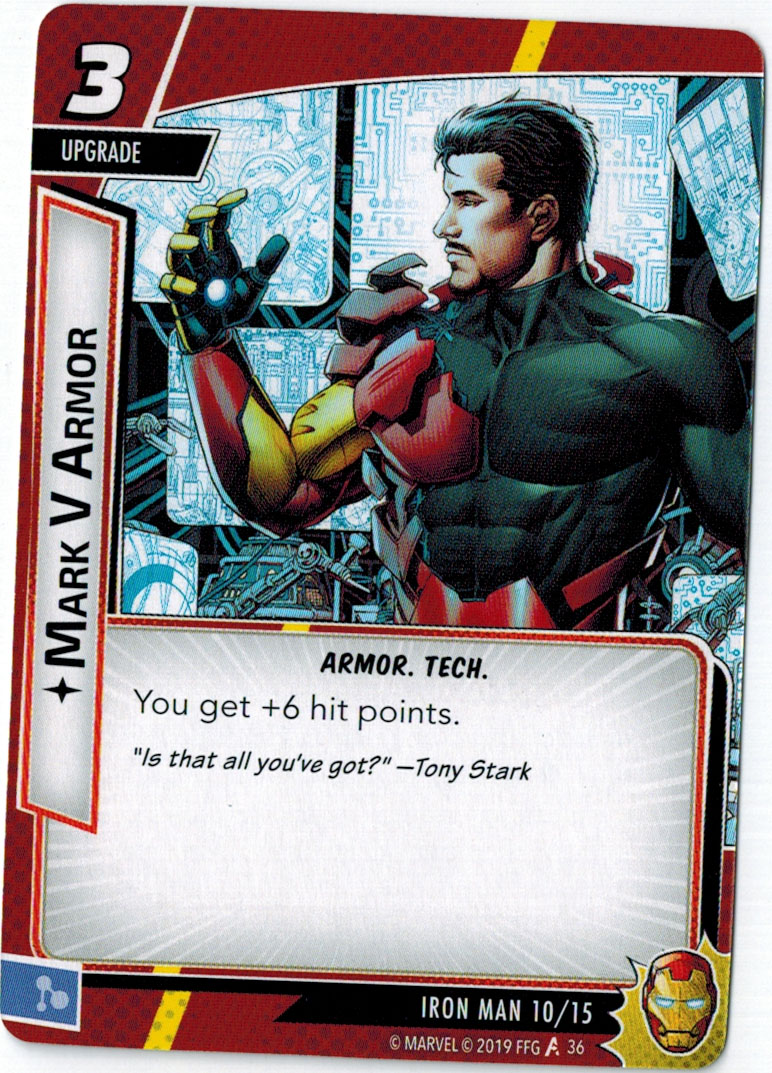 3
UPGRADE
MARK V ARMOR
ARMOR. TECH.
You get +6 hit points.
"Is that all you've got?" —Tony Stark
IRON MAN 10/15
© MARVEL © 2019 FFG 36